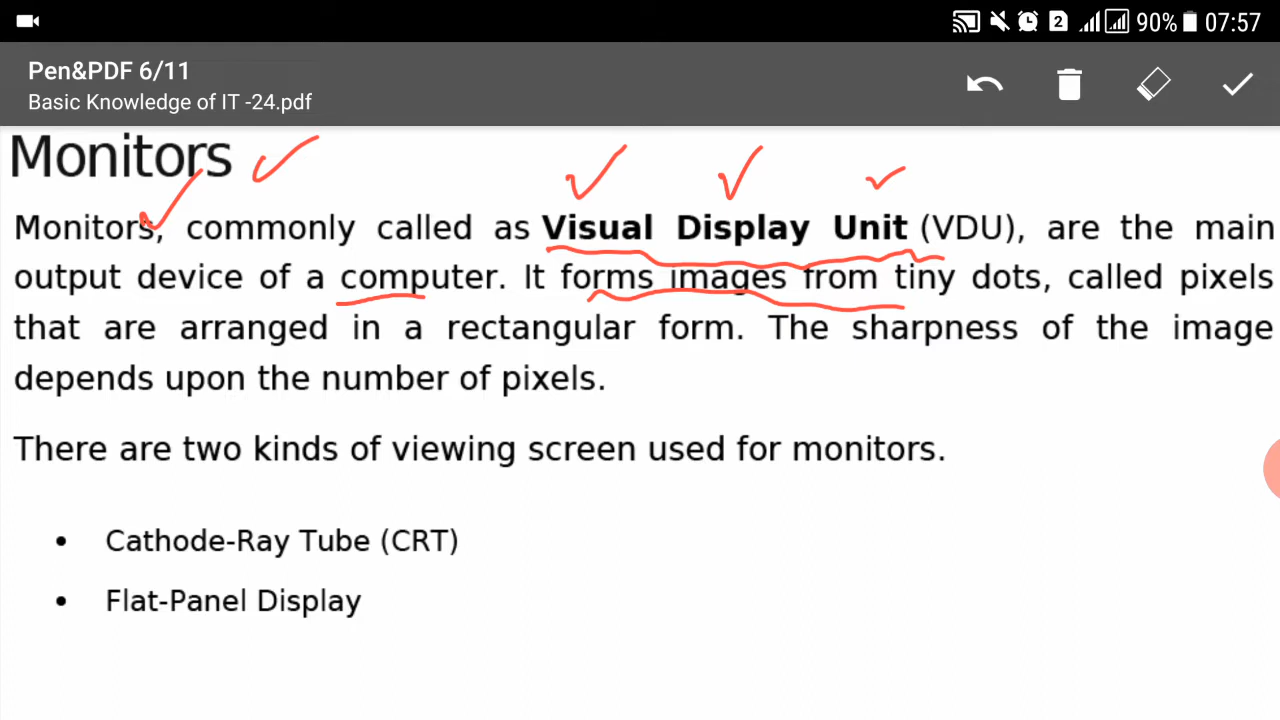 2 90% 07:57
Pen&PDF 6/11
Basic Knowledge of IT -24.pdf
Monitors
Monitors, commonly called as Visual Display Unit (VDU), are the main
output device of a computer. It forms images from tiny dots, called pixels
that are arranged in a rectangular form. The sharpness of the image
depends upon the number of pixels.
There are two kinds of viewing screen used for monitors.
• Cathode-Ray Tube (CRT)
• Flat-Panel Display